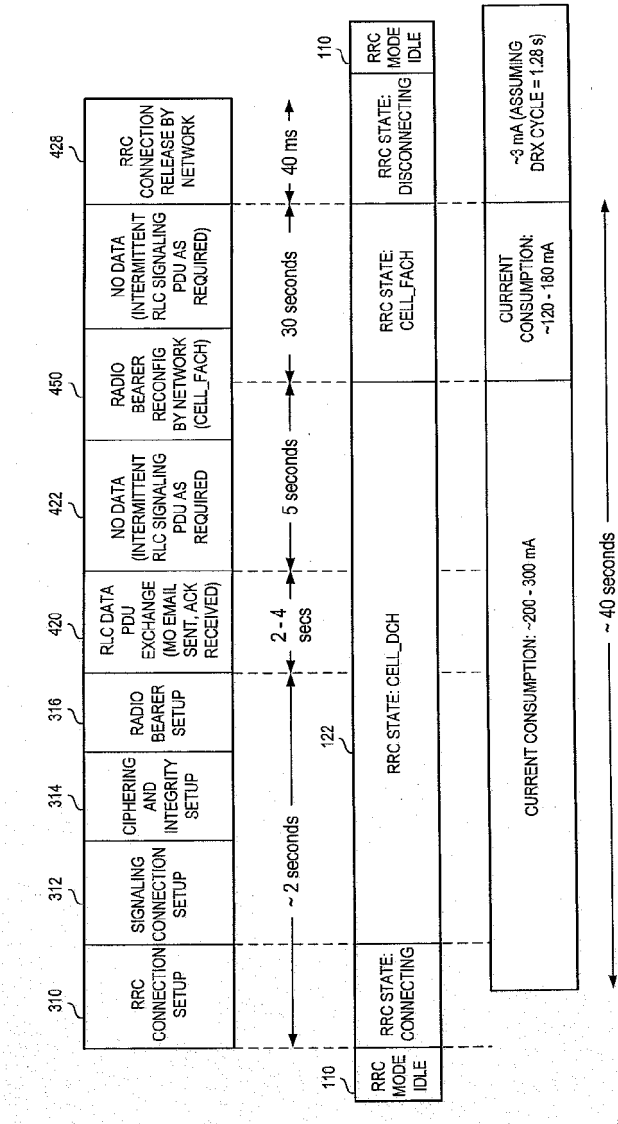 310
RRC
CONNECTION
SETUP
312
SIGNALING
CONNECTION
SETUP
314
CIPHERING
AND
INTEGRITY
SETUP
316
RADIO
BEARER
SETUP
420
RLC DATA
PDU
EXCHANGE
(MO EMAIL
SENT, ACK
RECEIVED)
422
NO DATA
(INTERMITTENT
RLC SIGNALING
PDU AS
REQUIRED
450
RADIO
BEARER
RECONFIG
BY NETWORK
(CELL_FACH)
NO DATA
(INTERMITTENT
RLC SIGNALING
PDU AS
REQUIRED)
428
RRC
CONNECTION
RELEASE BY
NETWORK
~ 2 seconds
2 - 4
secs
5 seconds
30 seconds
40 ms
110
RRC
MODE
IDLE
RRC STATE:
CONNECTING
122
RRC STATE: CELL_DCH
RRC STATE:
CELL_FACH
RRC STATE:
DISCONNECTING
110
RRC
MODE
IDLE
CURRENT CONSUMPTION: ~200 - 300 mA
CURRENT
CONSUMPTION:
~120 - 180 mA
~3 mA (ASSUMING
DRX CYCLE = 1.28 s)
~ 40 seconds